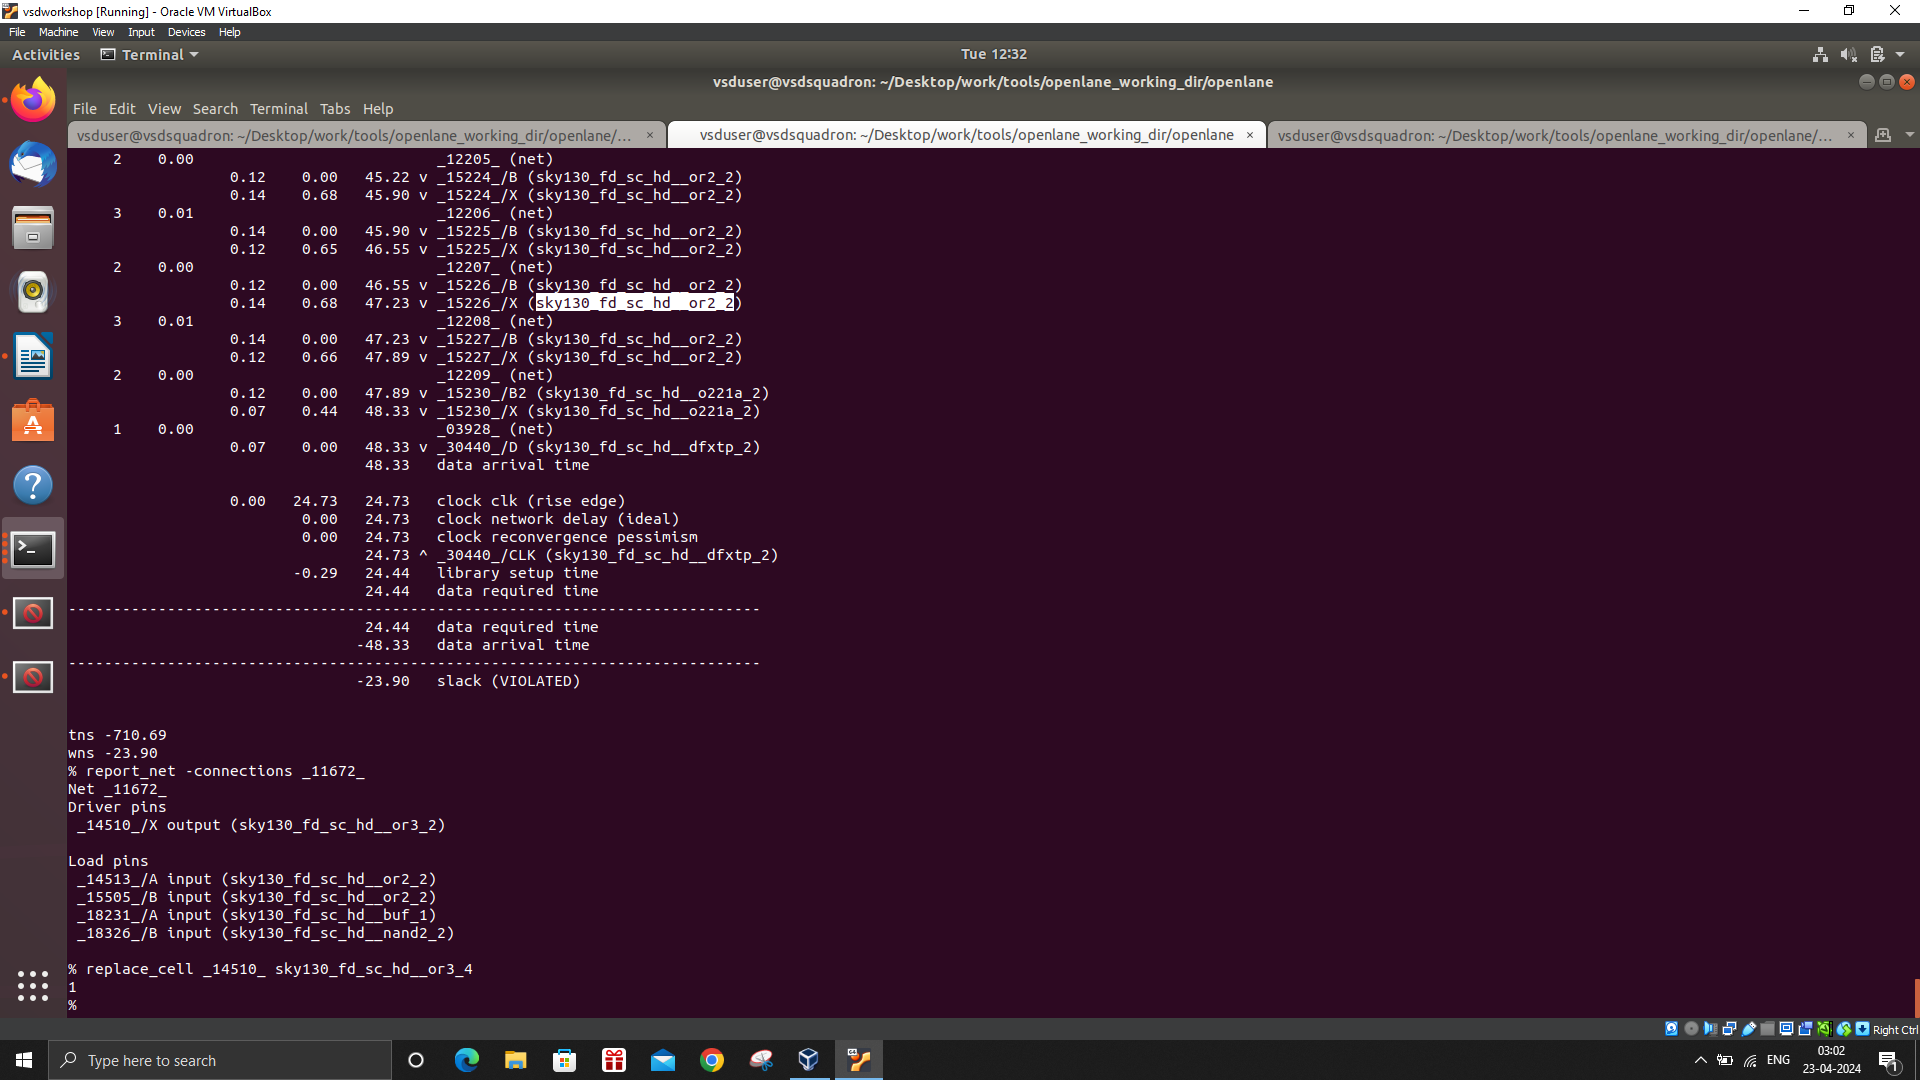 vsdworkshop [Running] - Oracle VM VirtualBox
File Machine View Input Devices Help
Activities Terminal Tue 12:32
vsduser@vsdsquadron: ~/Desktop/work/tools/openlane_working_dir/openlane
File Edit View Search Terminal Tabs Help
vsduser@vsdsquadron: ~/Desktop/work/tools/openlane_working_dir/openlane/... × vsduser@vsdsquadron: ~/Desktop/work/tools/openlane_working_dir/openlane × vsduser@vsdsquadron: ~/Desktop/work/tools/openlane_working_dir/openlane/... ×
2 0.00 _12205_ (net)
0.12 0.00 45.22 v _15224_/B (sky130_fd_sc_hd__or2_2)
0.14 0.68 45.90 v _15224_/X (sky130_fd_sc_hd__or2_2)
3 0.01 _12206_ (net)
0.14 0.00 45.90 v _15225_/B (sky130_fd_sc_hd__or2_2)
0.12 0.65 46.55 v _15225_/X (sky130_fd_sc_hd__or2_2)
2 0.00 _12207_ (net)
0.12 0.00 46.55 v _15226_/B (sky130_fd_sc_hd__or2_2)
0.14 0.68 47.23 v _15226_/X (sky130_fd_sc_hd__or2_2)
3 0.01 _12208_ (net)
0.14 0.00 47.23 v _15227_/B (sky130_fd_sc_hd__or2_2)
0.12 0.66 47.89 v _15227_/X (sky130_fd_sc_hd__or2_2)
2 0.00 _12209_ (net)
0.12 0.00 47.89 v _15230_/B2 (sky130_fd_sc_hd__o221a_2)
0.07 0.44 48.33 v _15230_/X (sky130_fd_sc_hd__o221a_2)
1 0.00 _03928_ (net)
0.07 0.00 48.33 v _30440_/D (sky130_fd_sc_hd__dfxtp_2)
48.33 data arrival time
0.00 24.73 24.73 clock clk (rise edge)
0.00 24.73 clock network delay (ideal)
0.00 24.73 clock reconvergence pessimism
24.73 ^ _30440_/CLK (sky130_fd_sc_hd__dfxtp_2)
-0.29 24.44 library setup time
24.44 data required time
-----------------------------------------------------------------------------
24.44 data required time
-48.33 data arrival time
-----------------------------------------------------------------------------
-23.90 slack (VIOLATED)
tns -710.69
wns -23.90
% report_net -connections _11672_
Net _11672_
Driver pins
_14510_/X output (sky130_fd_sc_hd__or3_2)
Load pins
_14513_/A input (sky130_fd_sc_hd__or2_2)
_15505_/B input (sky130_fd_sc_hd__or2_2)
_18231_/A input (sky130_fd_sc_hd__buf_1)
_18326_/B input (sky130_fd_sc_hd__nand2_2)
% replace_cell _14510_ sky130_fd_sc_hd__or3_4
1
%
Right Ctrl
Type here to search ENG 03:02
23-04-2024 1